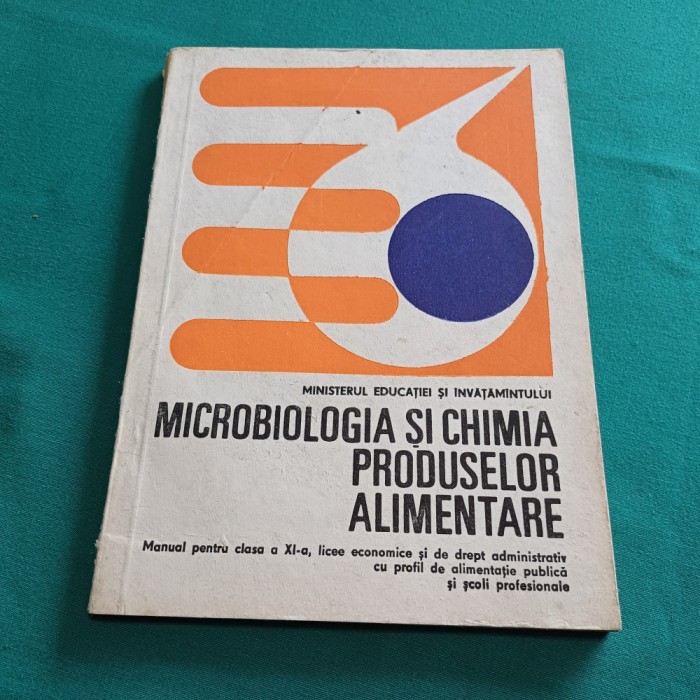 MINISTERUL EDUCAȚIEI ȘI INVĂȚĂMÎNTULUI
MICROBIOLOGIA ȘI CHIMIA
PRODUSELOR
ALIMENTARE
Manual pentru clasa a XI-a, licee economice și de drept administrativ
cu profil de alimentație publică
și școli profesionale